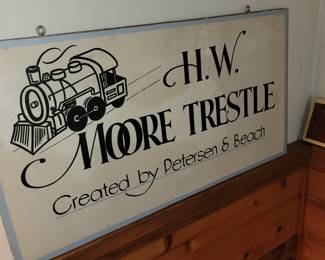 H.W.
MOORE TRESTLE
Created by Petersen & Beach